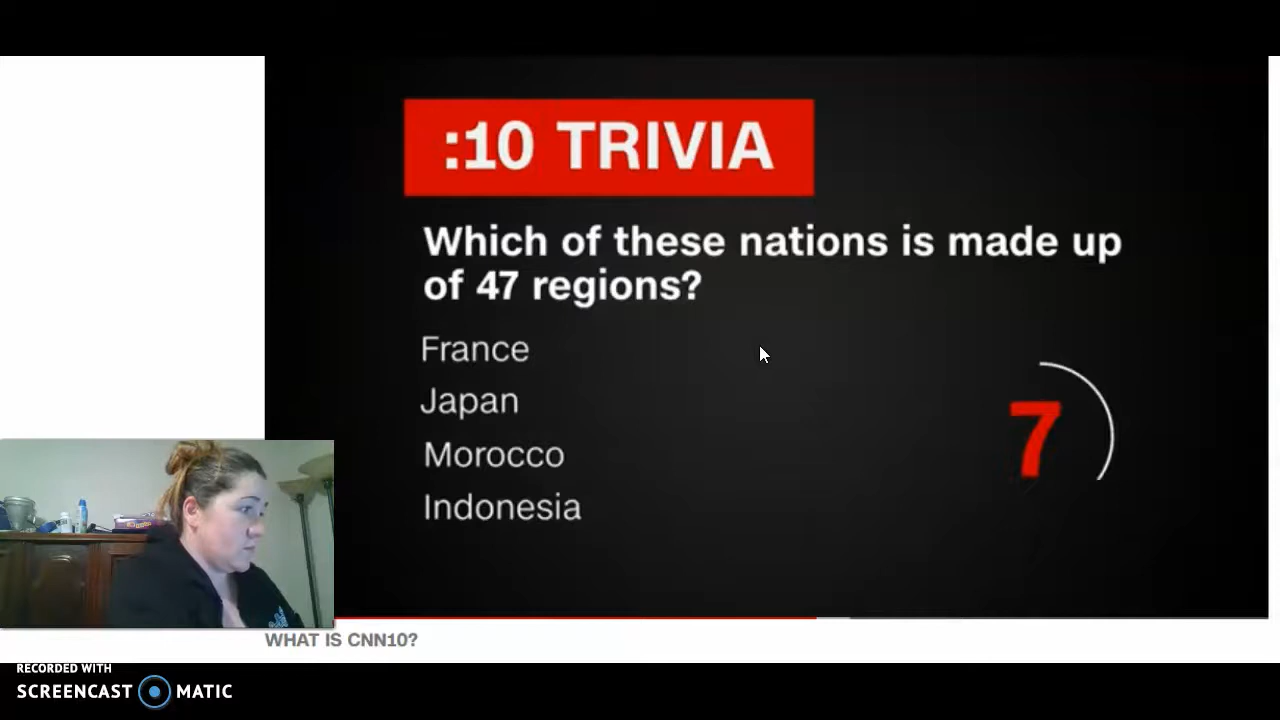 :10 TRIVIA
Which of these nations is made up
of 47 regions?
France
Japan
Morocco
Indonesia
7
WHAT IS CNN10?
RECORDED WITH
SCREENCAST MATIC